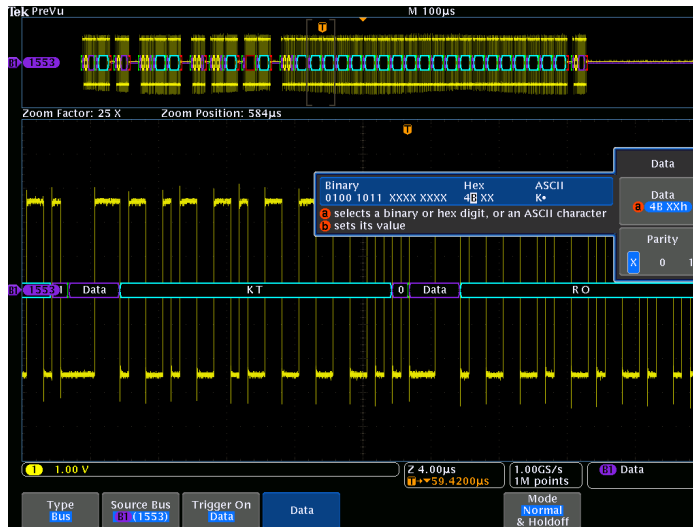 Tek PreVu M 100µs
T
B1 1553
Zoom Factor: 25 X Zoom Position: 584µs
T
Data
Binary Hex ASCII
0100 1011 XXXX XXXX 4B XX K•
a selects a binary or hex digit, or an ASCII character
b sets its value
Data
a 4B XXh
Parity
X 0 1
B1 1553 1 Data K T 0 Data R O
1 1.00 V
Z 4.00µs
T→▼59.4200µs
1.00GS/s
1M points
B1 Data
Type
Bus
Source Bus
B1 (1553)
Trigger On
Data
Data
Mode
Normal
& Holdoff